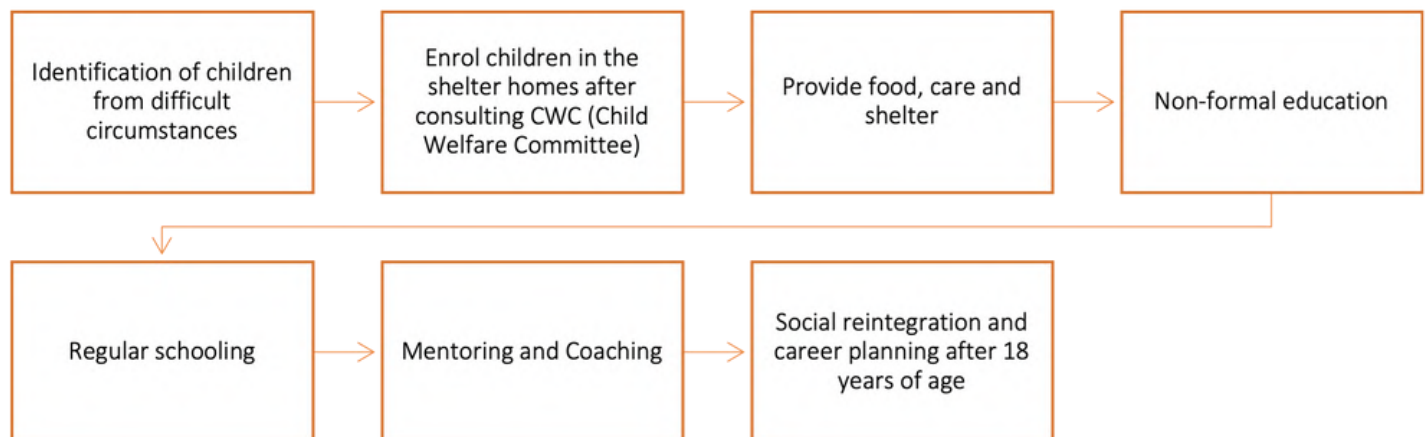 Identification of children
from difficult
circumstances
Enrol children in the
shelter homes after
consulting CWC (Child
Welfare Committee)
Provide food, care and
shelter
Non-formal education
Regular schooling
Mentoring and Coaching
Social reintegration and
career planning after 18
years of age